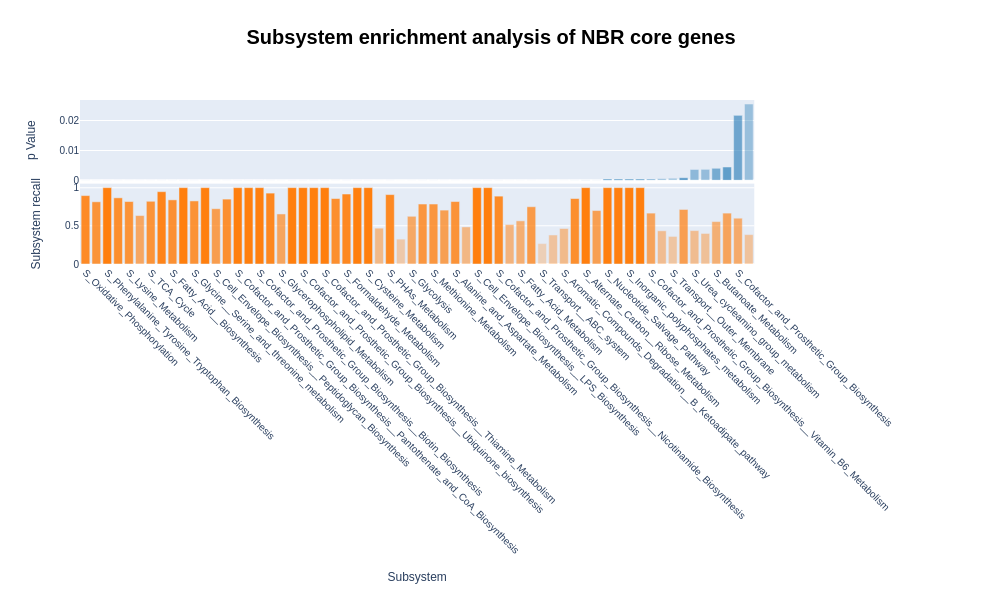 Subsystem enrichment analysis of NBR core genes
p Value
0.02
0.01
0
Subsystem recall
1
0.5
0
S_Oxidative_Phosphorylation
S_Phenylalanine_Tyrosine_Tryptophan_Biosynthesis
S_Lysine_Metabolism
S_TCA_Cycle
S_Fatty_Acid__Biosynthesis
S_Glycine__Serine_and_threonine_metabolism
S_Cell_Envelope_Biosynthesis__Peptidoglycan_Biosynthesis
S_Cofactor_and_Prosthetic_Group_Biosynthesis__Pantothenate_and_CoA_Biosynthesis
S_Cofactor_and_Prosthetic_Group_Biosynthesis__Biotin_Biosynthesis
S_Glycerophospholipid_Metabolism
S_Cofactor_and_Prosthetic_Group_Biosynthesis__Ubiquinone_biosynthesis
S_Cofactor_and_Prosthetic_Group_Biosynthesis__Thiamine_Metabolism
S_Formaldehyde_Metabolism
S_Cysteine_Metabolism
S_PHAs_Metabolism
S_Glycolysis
S_Methionine_Metabolism
S_Alanine_and_Aspartate_Metabolism
S_Cell_Envelope_Biosynthesis__LPS_Biosynthesis
S_Cofactor_and_Prosthetic_Group_Biosynthesis__Nicotinamide_Biosynthesis
S_Fatty_Acid_Metabolism
S_Transport__ABC_system
S_Aromatic_Compounds_Degradation__B_Ketoadipate_pathway
S_Alternate_Carbon__Ribose_Metabolism
S_Nucleotide_Salvage_Pathway
S_Inorganic_polyphosphates_metabolism
S_Cofactor_and_Prosthetic_Group_Biosynthesis__Vitamin_B6_Metabolism
S_Transport__Outer_Membrane
S_Urea_cycleamino_group_metabolism
S_Butanoate_Metabolism
S_Cofactor_and_Prosthetic_Group_Biosynthesis
Subsystem